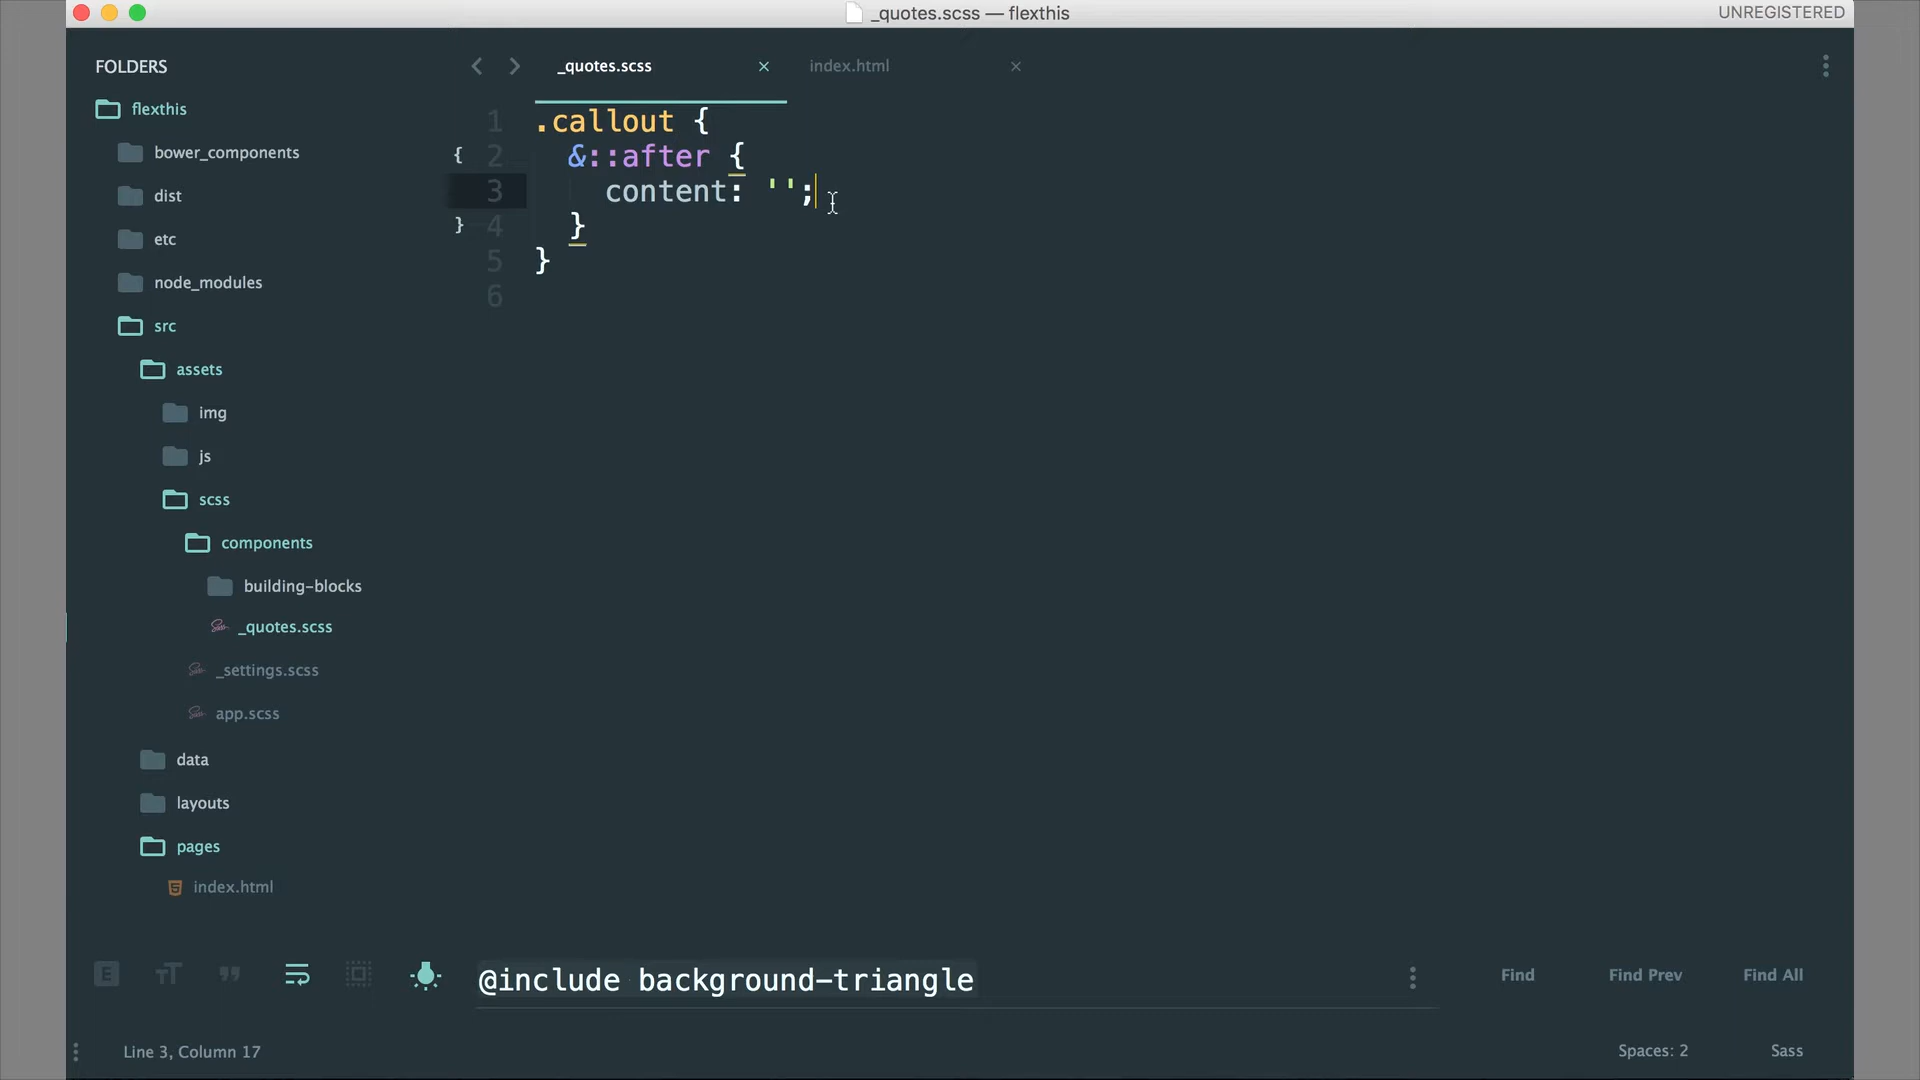 _quotes.scss — flexthis
UNREGISTERED
FOLDERS
flexthis
bower_components
dist
etc
node_modules
src
assets
img
js
scss
components
building-blocks
_quotes.scss
_settings.scss
app.scss
data
layouts
pages
index.html
_quotes.scss ×
index.html ×
1 .callout {
{ 2 &::after {
3 content: '';
} 4 }
5 }
6
@include background-triangle
Find
Find Prev
Find All
Line 3, Column 17
Spaces: 2
Sass